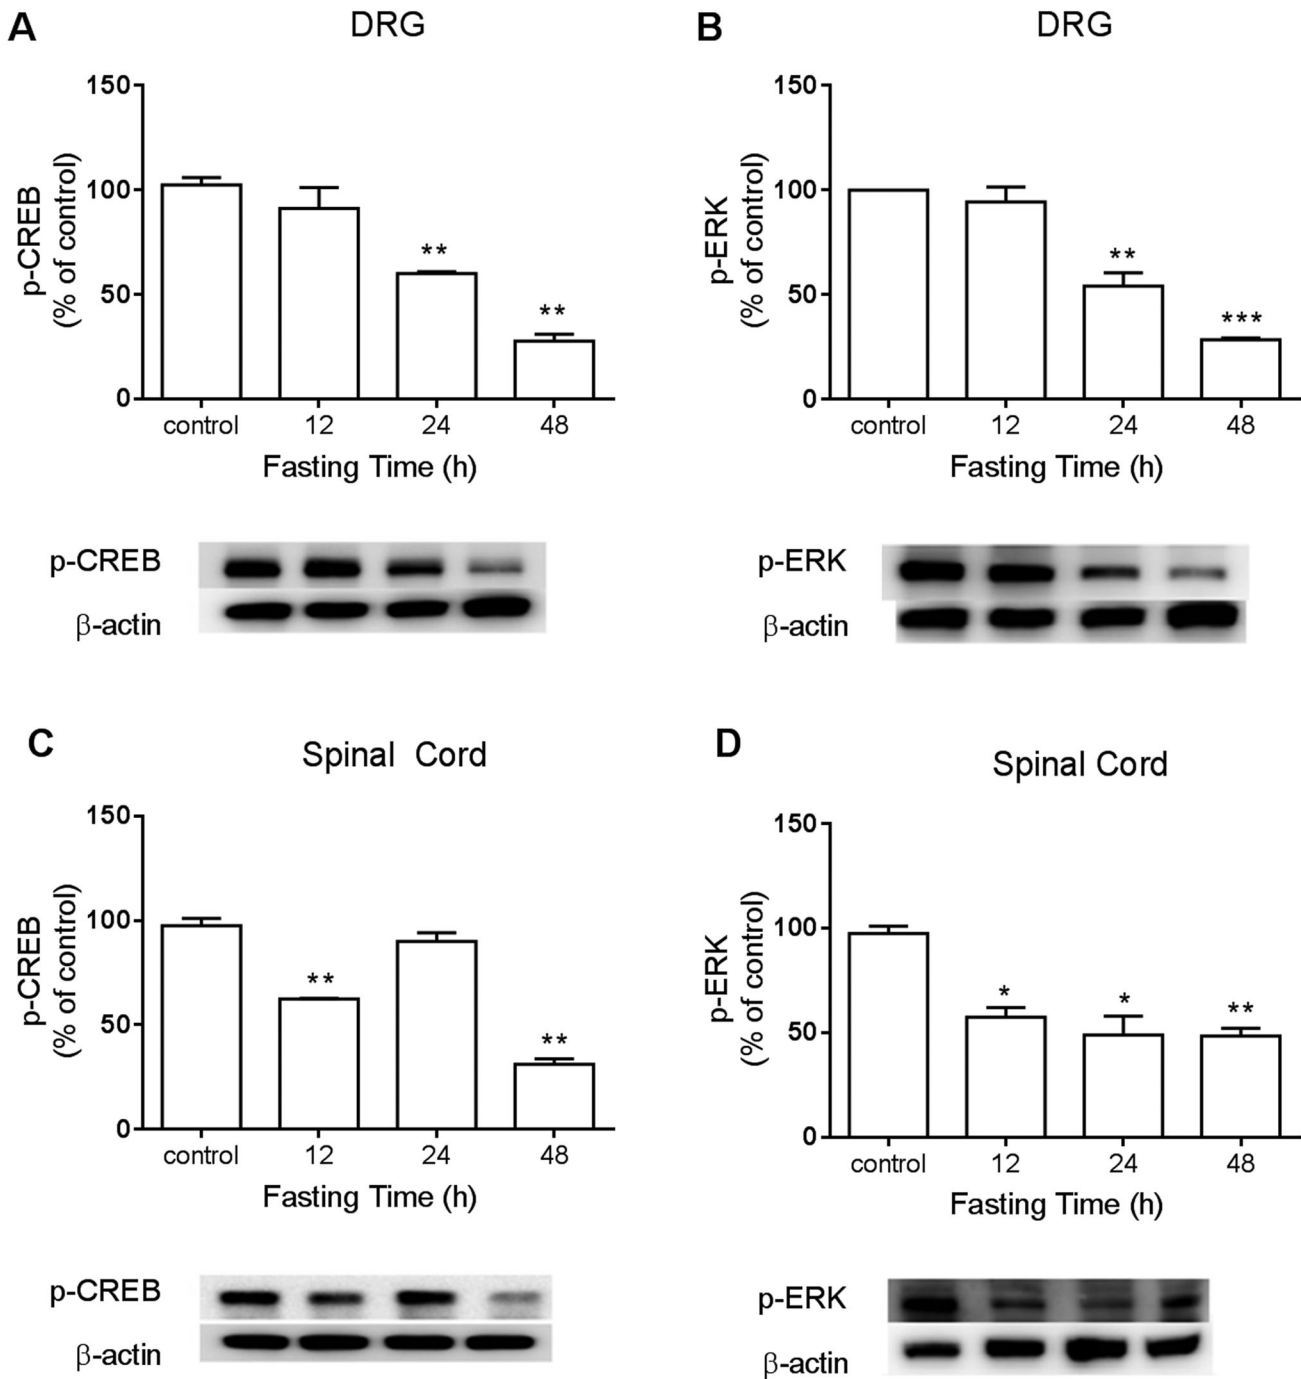 A
DRG
150
100
50
0
p-CREB
(% of control)
**
**
control 12 24 48
Fasting Time (h)
p-CREB
β-actin
B
DRG
150
100
50
0
p-ERK
(% of control)
**
***
control 12 24 48
Fasting Time (h)
p-ERK
β-actin
C
Spinal Cord
150
100
50
0
p-CREB
(% of control)
**
**
control 12 24 48
Fasting Time (h)
p-CREB
β-actin
D
Spinal Cord
150
100
50
0
p-ERK
(% of control)
*
*
**
control 12 24 48
Fasting Time (h)
p-ERK
β-actin